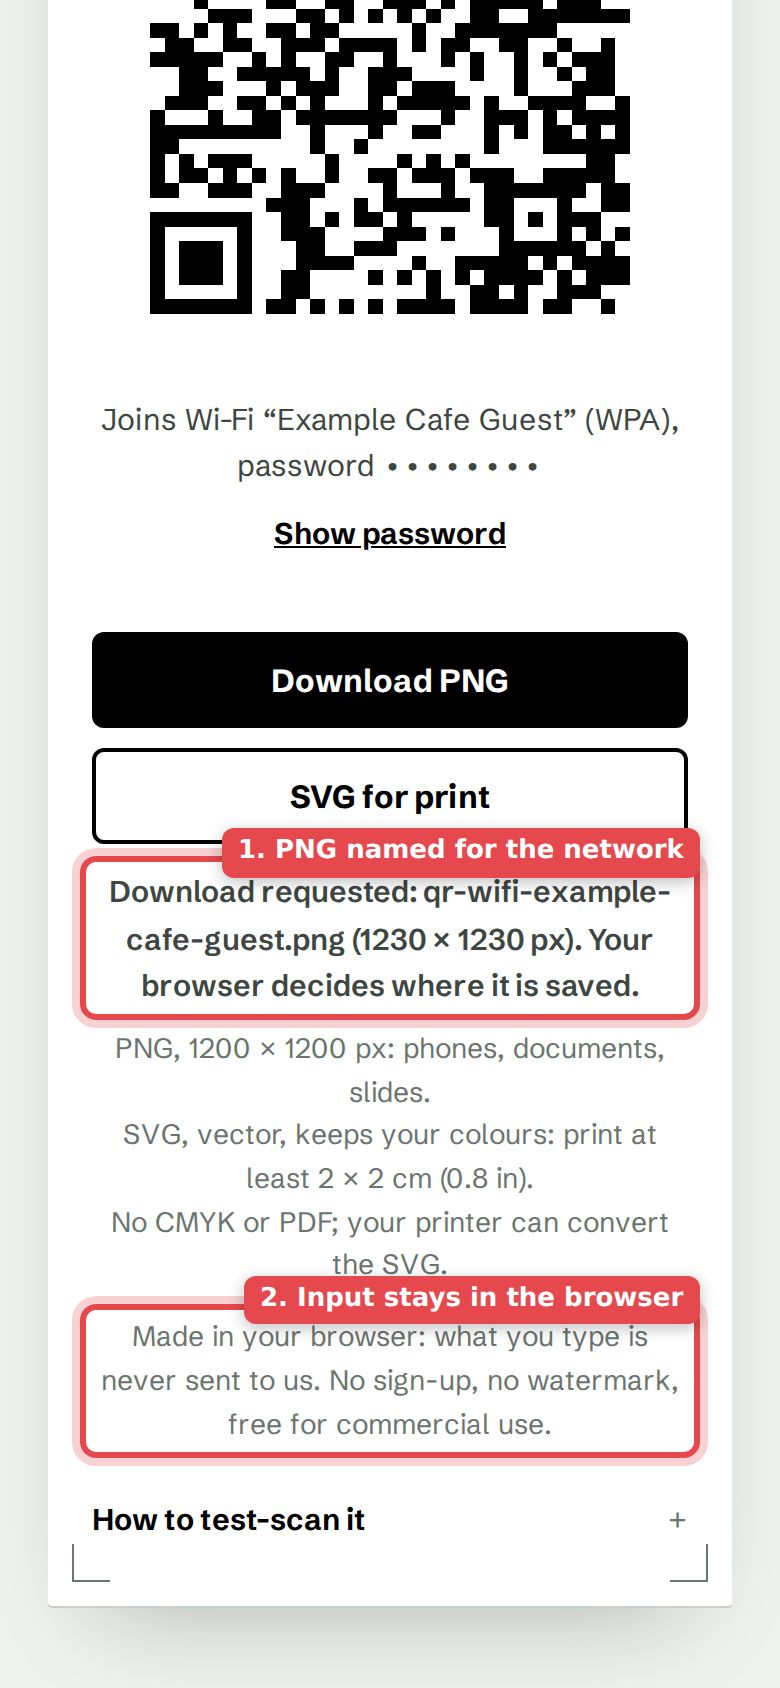 Joins Wi-Fi “Example Cafe Guest” (WPA),
password ••••••••
Show password
Download PNG
SVG for print
1. PNG named for the network
Download requested: qr-wifi-example-
cafe-guest.png (1230 × 1230 px). Your
browser decides where it is saved.
PNG, 1200 × 1200 px: phones, documents,
slides.
SVG, vector, keeps your colours: print at
least 2 × 2 cm (0.8 in).
No CMYK or PDF; your printer can convert
the SVG.
2. Input stays in the browser
Made in your browser: what you type is
never sent to us. No sign-up, no watermark,
free for commercial use.
How to test-scan it +